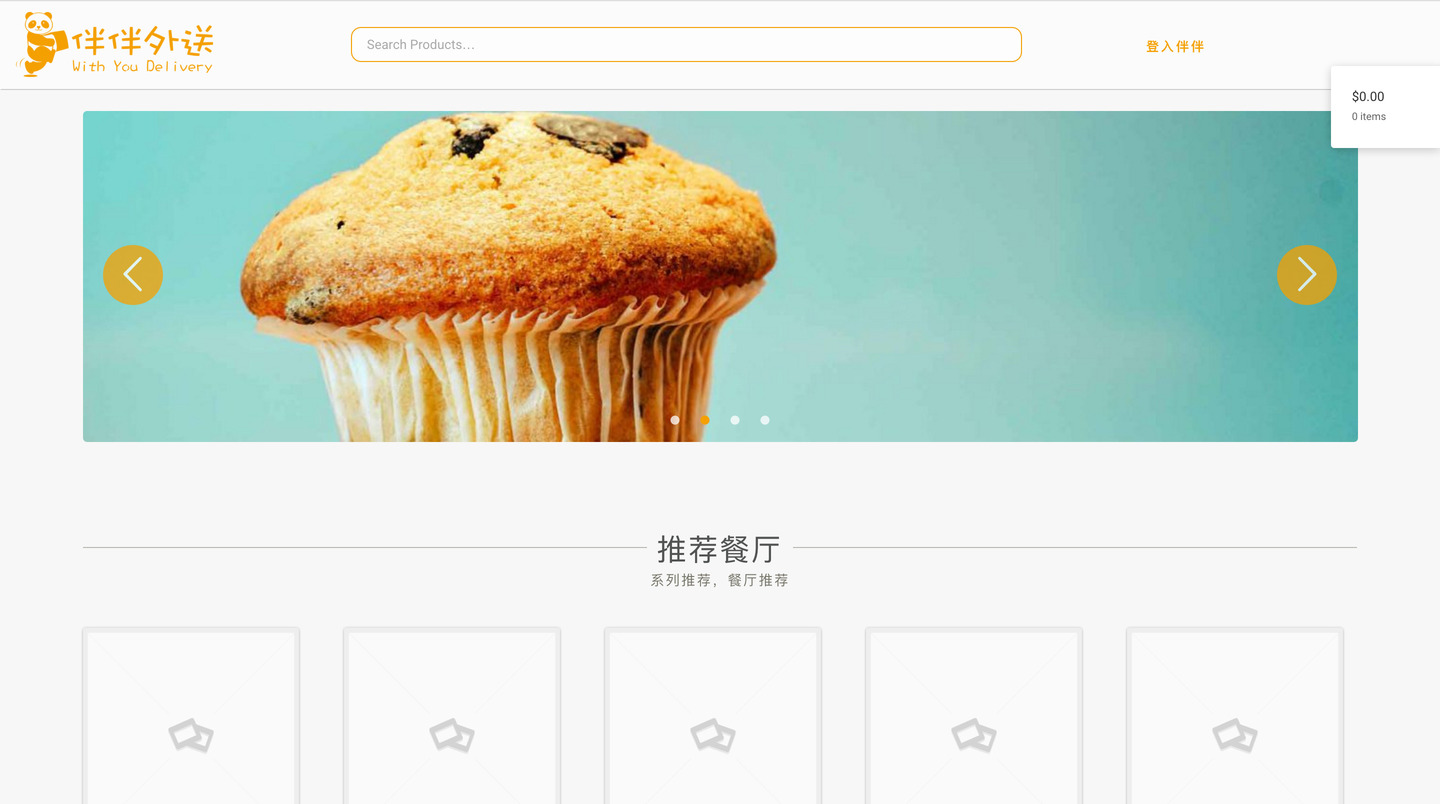 伴伴外送
With You Delivery
Search Products...
登入伴伴
$0.00
0 items
推荐餐厅
系列推荐，餐厅推荐